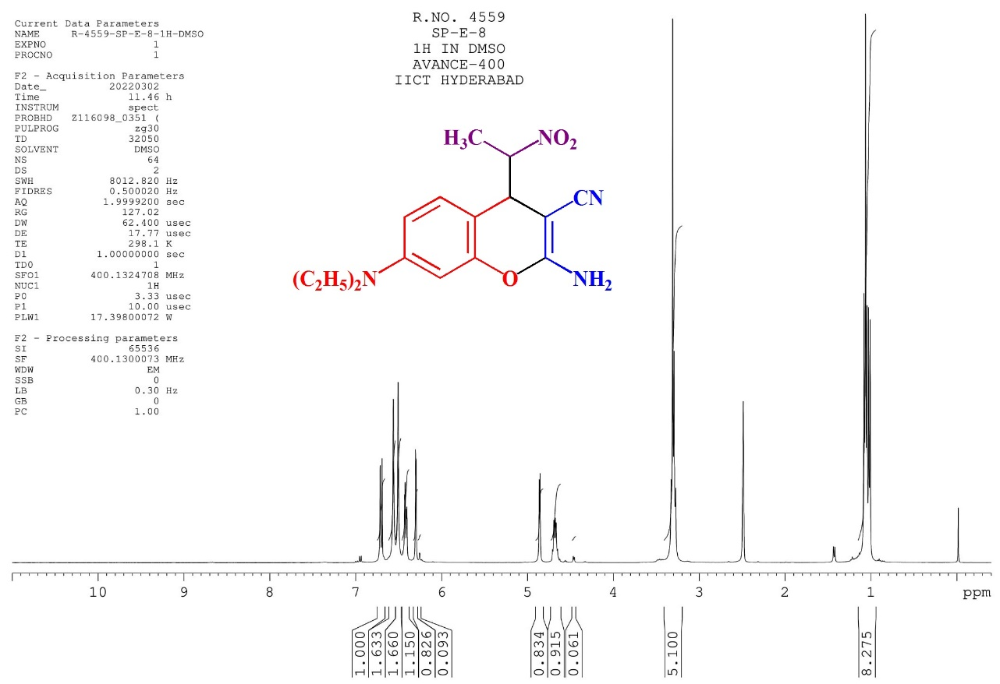 Current Data Parameters
NAME R-4559-SP-E-8-1H-DMSO
EXPNO 1
PROCNO 1
F2 - Acquisition Parameters
Date_ 20220302
Time 11.46 h
INSTRUM spect
PROBHD Z116098_0351 (
PULPROG zg30
TD 32050
SOLVENT DMSO
NS 64
DS 2
SWH 8012.820 Hz
FIDRES 0.500020 Hz
AQ 1.9999200 sec
RG 127.02
DW 62.400 usec
DE 17.77 usec
TE 298.1 K
D1 1.00000000 sec
TD0 1
SFO1 400.1324708 MHz
NUC1 1H
P0 3.33 usec
P1 10.00 usec
PLW1 17.39800072 W
F2 - Processing parameters
SI 65536
SF 400.1300073 MHz
WDW EM
SSB 0
LB 0.30 Hz
GB 0
PC 1.00
R.NO. 4559
SP-E-8
1H IN DMSO
AVANCE-400
IICT HYDERABAD
H₃C NO₂
CN
(C₂H₅)₂N O NH₂
10 9 8 7 6 5 4 3 2 1 ppm
1.000
1.633
1.660
1.150
0.826
0.093
0.834
0.915
0.061
5.100
8.275